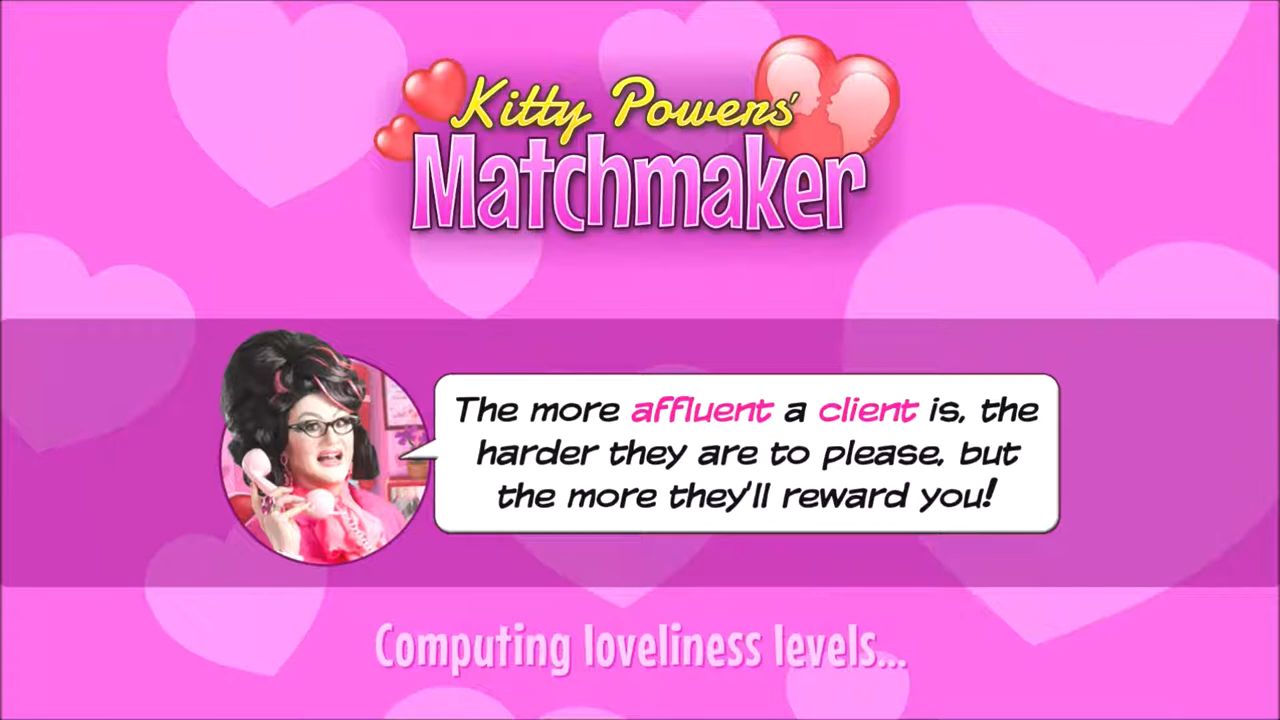 Kitty Powers'
Matchmaker
The more affluent a client is, the
harder they are to please, but
the more they'll reward you!
Computing loveliness levels...